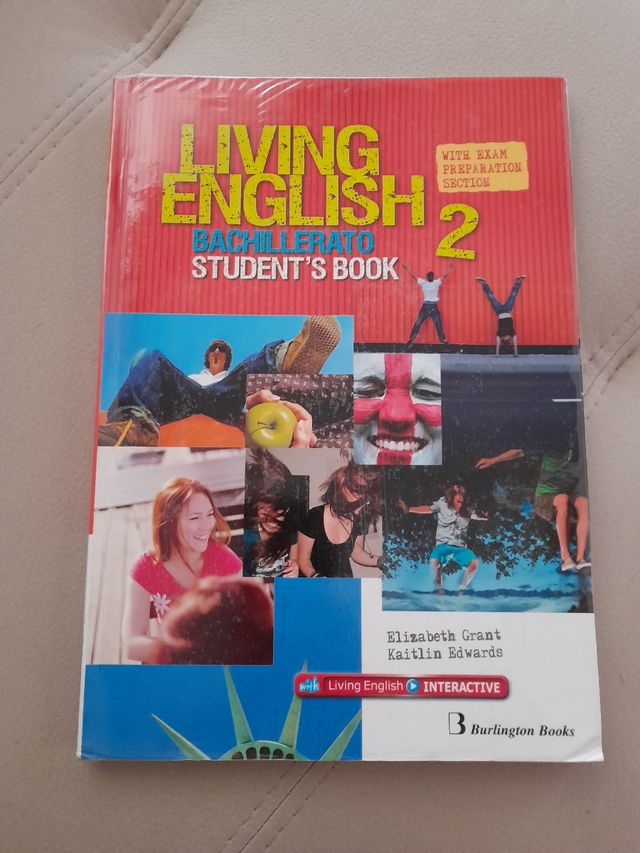 LIVING
ENGLISH 2
BACHILLERATO
STUDENT'S BOOK
WITH EXAM
PREPARATION
SECTION
Elizabeth Grant
Kaitlin Edwards
with Living English INTERACTIVE
B Burlington Books